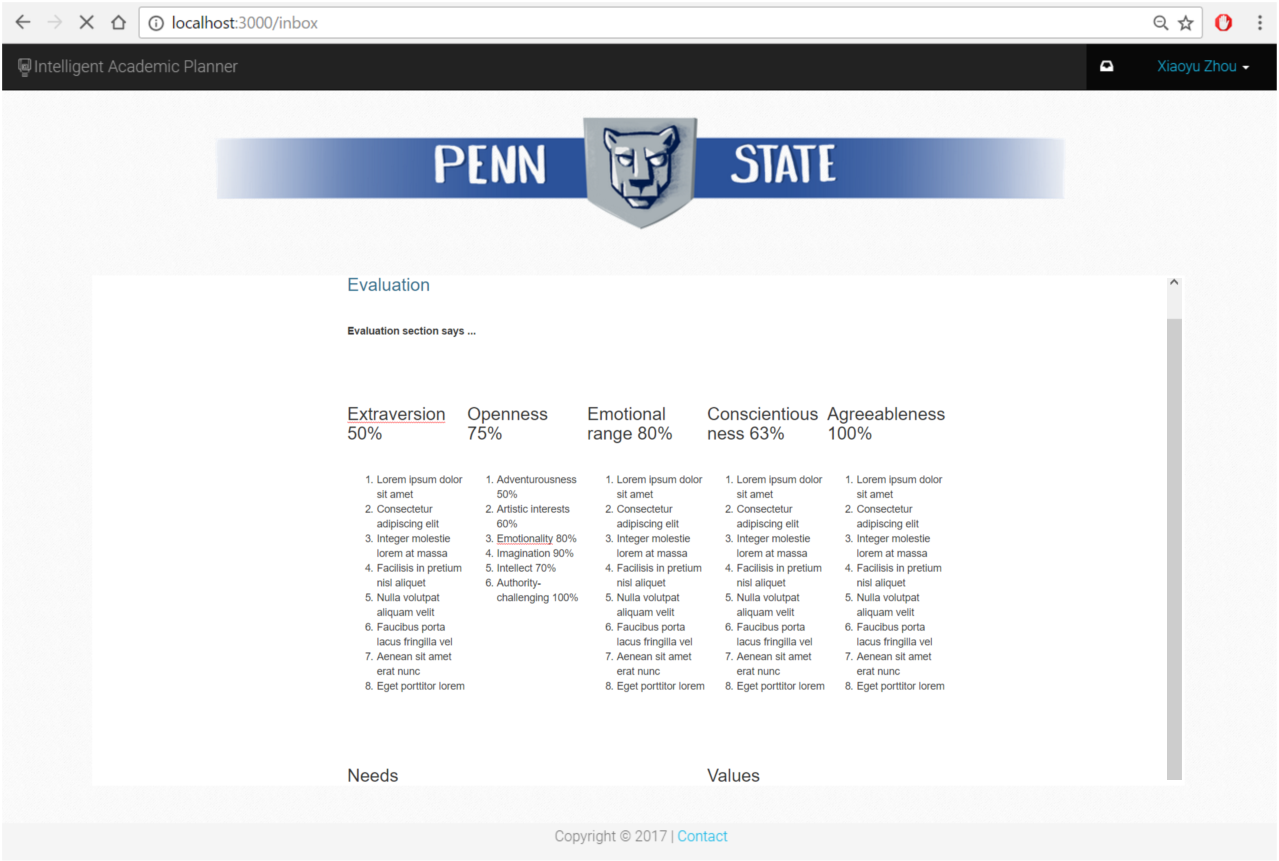 localhost:3000/inbox
Intelligent Academic Planner
Xiaoyu Zhou
PENN STATE
Evaluation
Evaluation section says ...
Extraversion
50%
Openness
75%
Emotional
range 80%
Conscientious
ness 63%
Agreeableness
100%
1. Lorem ipsum dolor
sit amet
2. Consectetur
adipiscing elit
3. Integer molestie
lorem at massa
4. Facilisis in pretium
nisl aliquet
5. Nulla volutpat
aliquam velit
6. Faucibus porta
lacus fringilla vel
7. Aenean sit amet
erat nunc
8. Eget porttitor lorem
1. Adventurousness
50%
2. Artistic interests
60%
3. Emotionality 80%
4. Imagination 90%
5. Intellect 70%
6. Authority-
challenging 100%
1. Lorem ipsum dolor
sit amet
2. Consectetur
adipiscing elit
3. Integer molestie
lorem at massa
4. Facilisis in pretium
nisl aliquet
5. Nulla volutpat
aliquam velit
6. Faucibus porta
lacus fringilla vel
7. Aenean sit amet
erat nunc
8. Eget porttitor lorem
1. Lorem ipsum dolor
sit amet
2. Consectetur
adipiscing elit
3. Integer molestie
lorem at massa
4. Facilisis in pretium
nisl aliquet
5. Nulla volutpat
aliquam velit
6. Faucibus porta
lacus fringilla vel
7. Aenean sit amet
erat nunc
8. Eget porttitor lorem
1. Lorem ipsum dolor
sit amet
2. Consectetur
adipiscing elit
3. Integer molestie
lorem at massa
4. Facilisis in pretium
nisl aliquet
5. Nulla volutpat
aliquam velit
6. Faucibus porta
lacus fringilla vel
7. Aenean sit amet
erat nunc
8. Eget porttitor lorem
Needs
Values
Copyright © 2017 | Contact